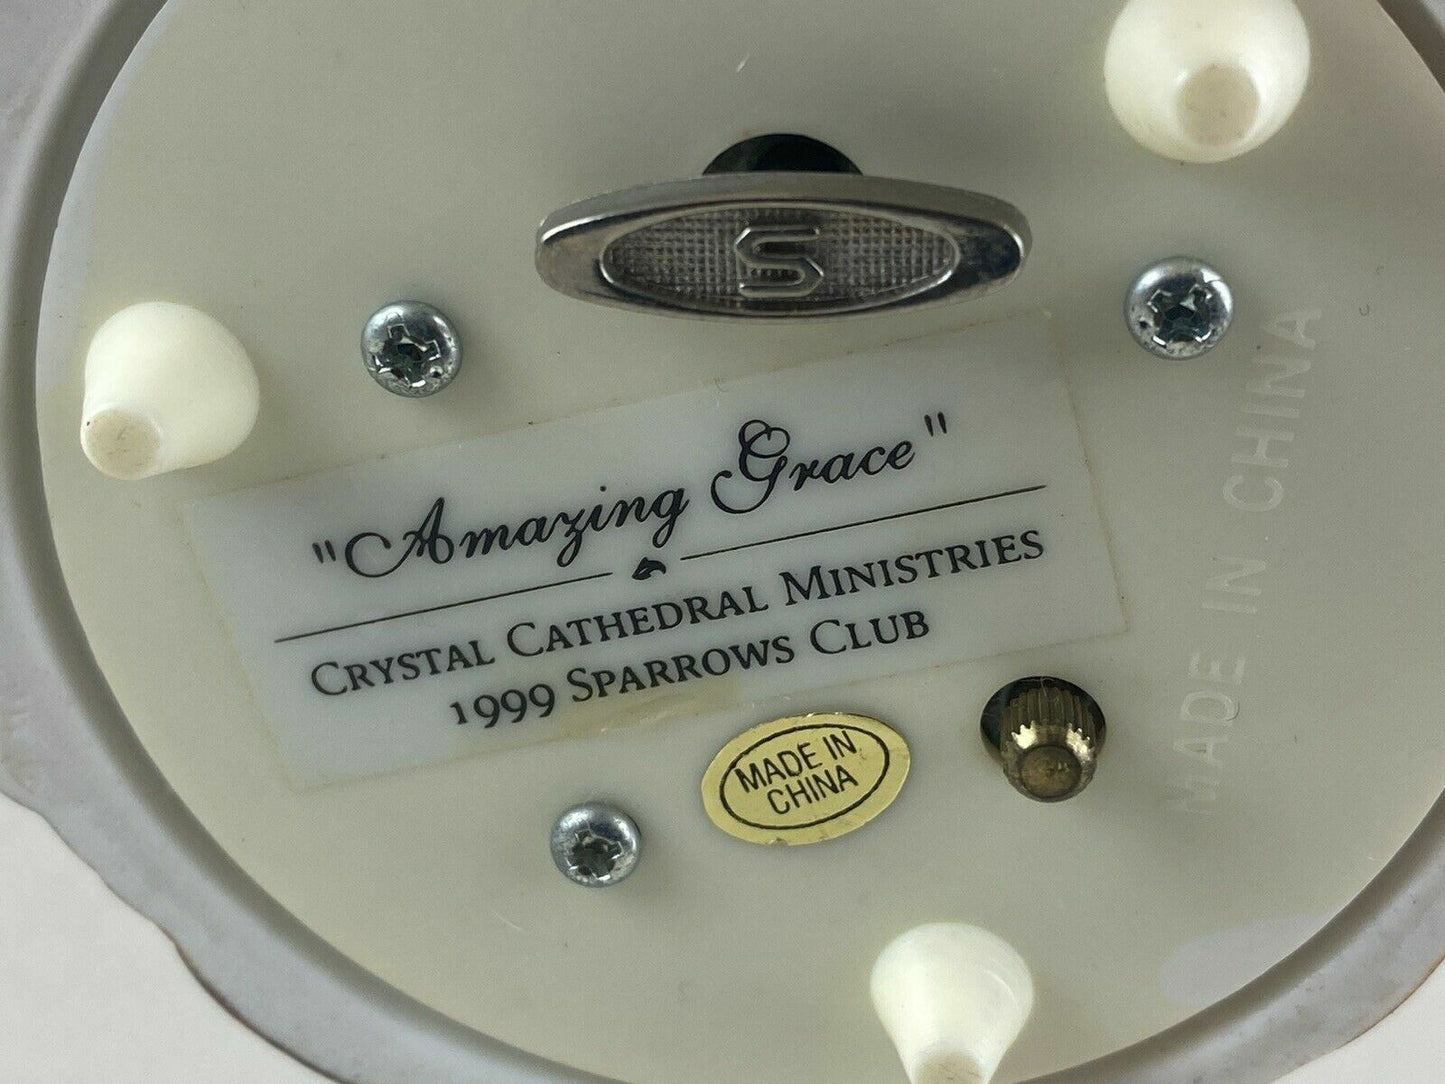 S
"Amazing Grace"
CRYSTAL CATHEDRAL MINISTRIES
1999 SPARROWS CLUB
MADE IN
CHINA
MADE IN CHINA